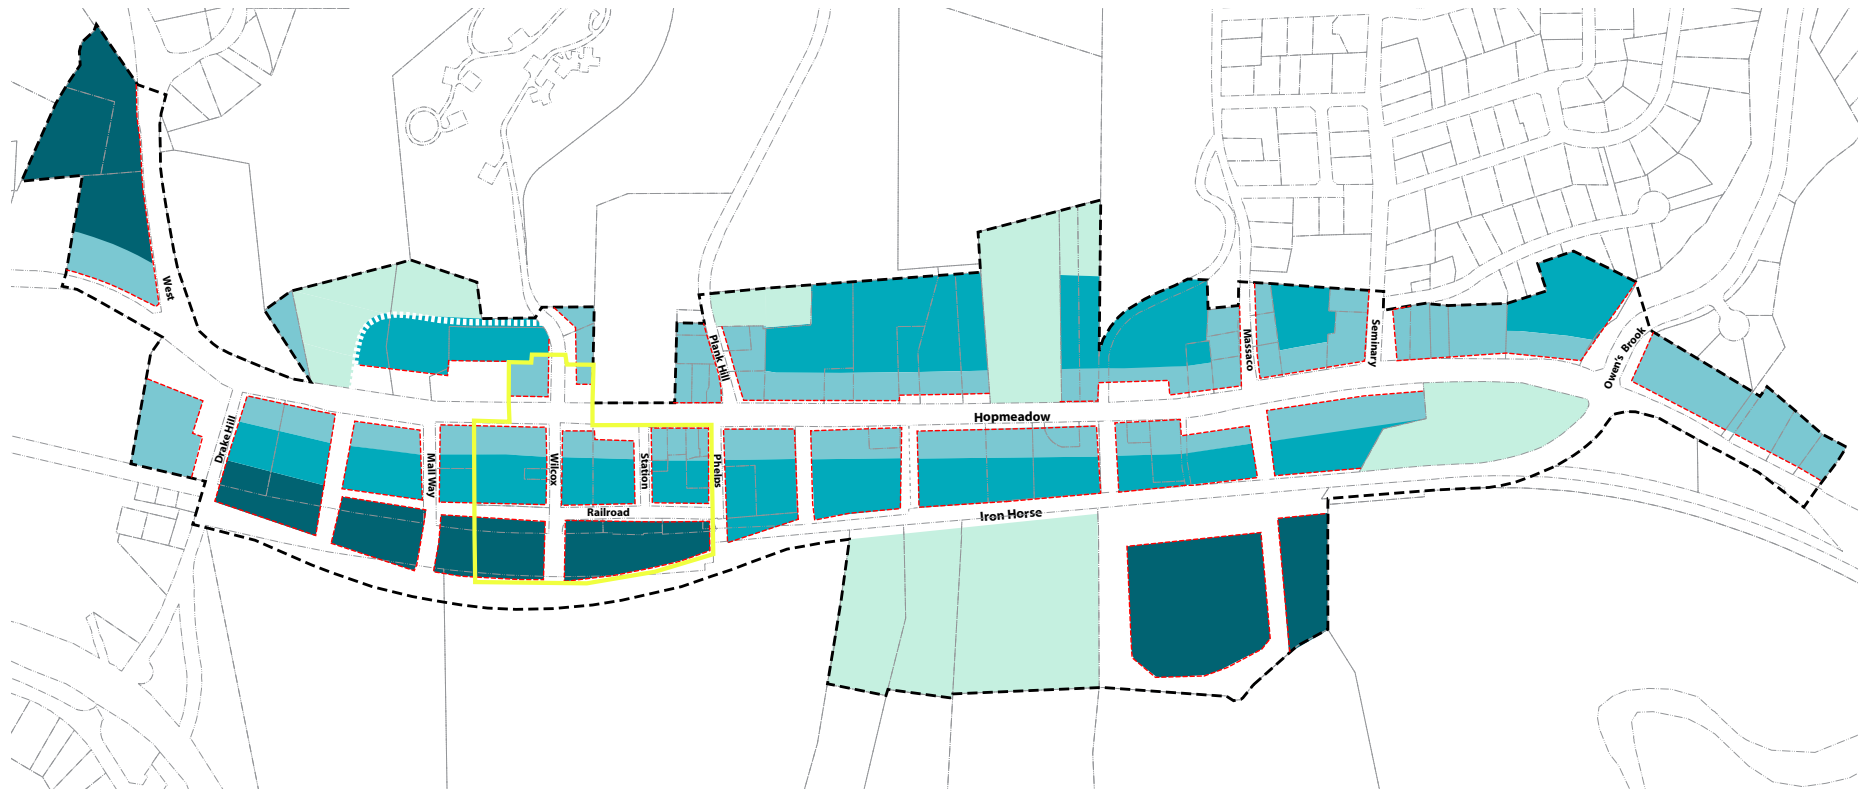 West
Plank Hill
Massaco
Seminary
Owen's Brook
Hopmeadow
Drake Hill
Mall Way
Wilcox
Station
Phelps
Railroad
Iron Horse